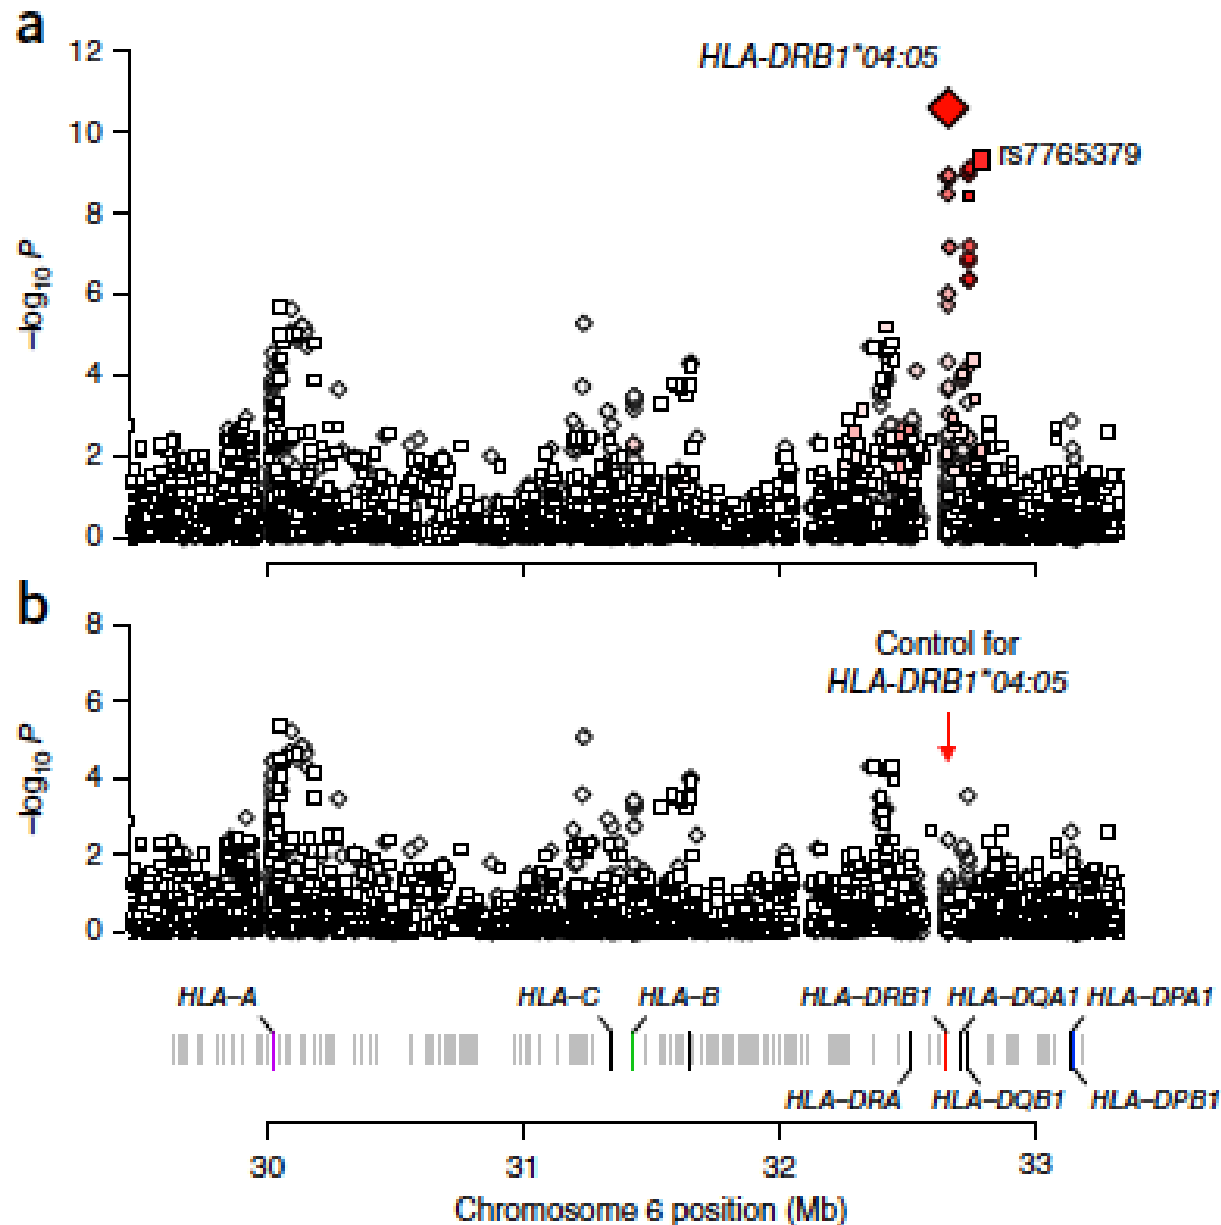 a
12
10
8
6
4
2
0
–log10 P
HLA-DRB1*04:05
rs7765379
b
8
6
4
2
0
–log10 P
Control for
HLA-DRB1*04:05
HLA–A
HLA–C
HLA–B
HLA–DRB1
HLA–DQA1
HLA–DPA1
HLA–DRA
HLA–DQB1
HLA–DPB1
30
31
32
33
Chromosome 6 position (Mb)